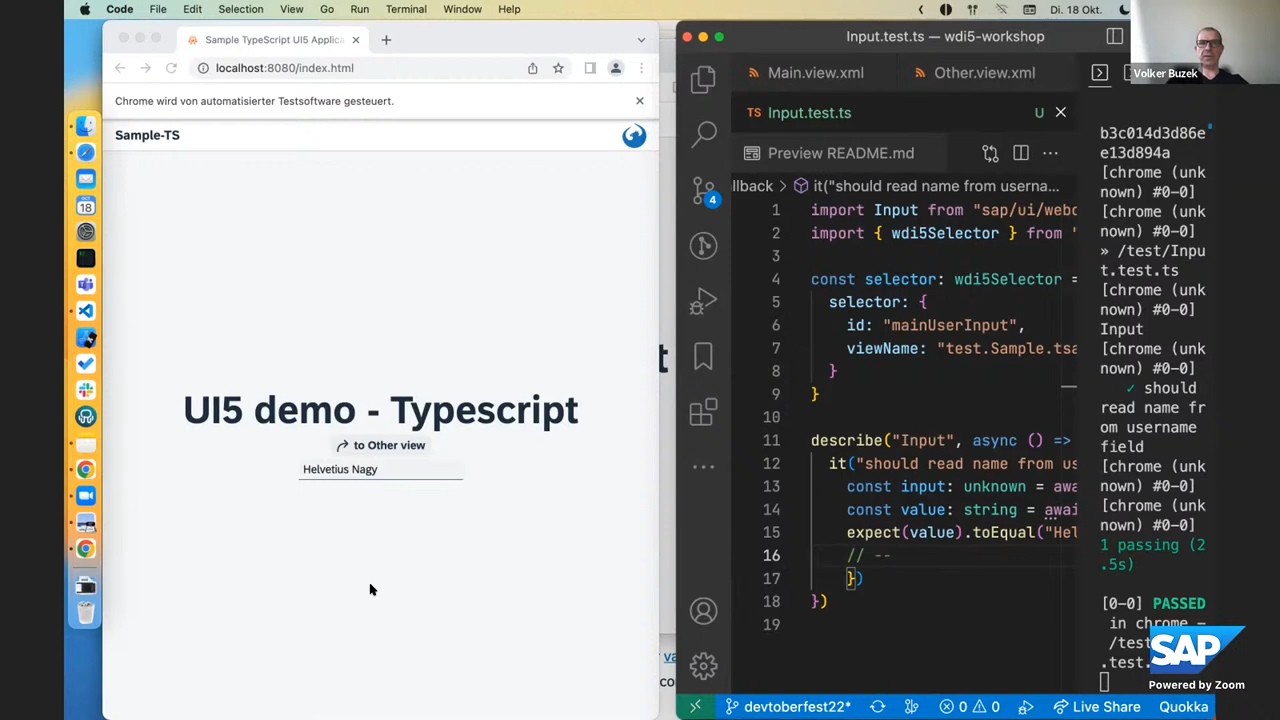 Code File Edit Selection View Go Run Terminal Window Help Di. 18 Okt.
Sample TypeScript UI5 Applica
localhost:8080/index.html
Chrome wird von automatisierter Testsoftware gesteuert.
Sample-TS
OKT.
18
UI5 demo - Typescript
to Other view
Helvetius Nagy
t
va
co
Input.test.ts — wdi5-workshop
Main.view.xml Other.view.xml
TS Input.test.ts U
Preview README.md
llback > it("should read name from userna...
4
1 import Input from "sap/ui/webc
2 import { wdi5Selector } from "
3
4 const selector: wdi5Selector =
5 selector: {
6 id: "mainUserInput",
7 viewName: "test.Sample.tsa
8 }
9 }
10
11 describe("Input", async () =>
12 it("should read name from us
13 const input: unknown = awa
14 const value: string = awai
15 expect(value).toEqual("Hel
16 // --
17 })
18 })
19
b3c014d3d86e
e13d894a
[chrome (unk
nown) #0-0]
[chrome (unk
nown) #0-0]
» /test/Inpu
t.test.ts
[chrome (unk
nown) #0-0]
Input
[chrome (unk
nown) #0-0]
✓ should
read name fr
om username
field
[chrome (unk
nown) #0-0]
[chrome (unk
nown) #0-0]
1 passing (2
.5s)
[0-0] PASSED
in chrome -
/test
.test.
devtoberfest22* 0 0 Live Share Quokka
Volker Buzek
SAP
Powered by Zoom